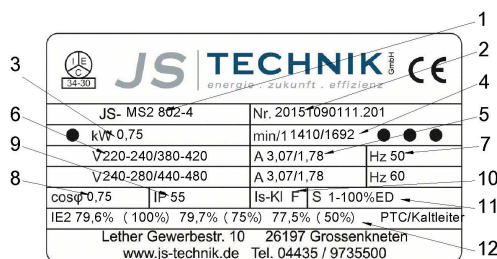 1
2
3
4
5
6
7
8
9
10
11
12
I E C
34-30
JS TECHNIK GmbH
energie . zukunft . effizienz
CE
JS- MS2 802-4 Nr. 20151090111.201
kW 0,75 min/1 1410/1692
V220-240/380-420 A 3,07/1,78 Hz 50
V240-280/440-480 A 3,07/1,78 Hz 60
cosφ 0,75 IP 55 Is-Kl F S 1-100%ED
IE2 79,6% (100%) 79,7% (75%) 77,5% (50%) PTC/Kaltleiter
Lether Gewerbestr. 10 26197 Grossenkneten
www.js-technik.de Tel. 04435 / 9735500